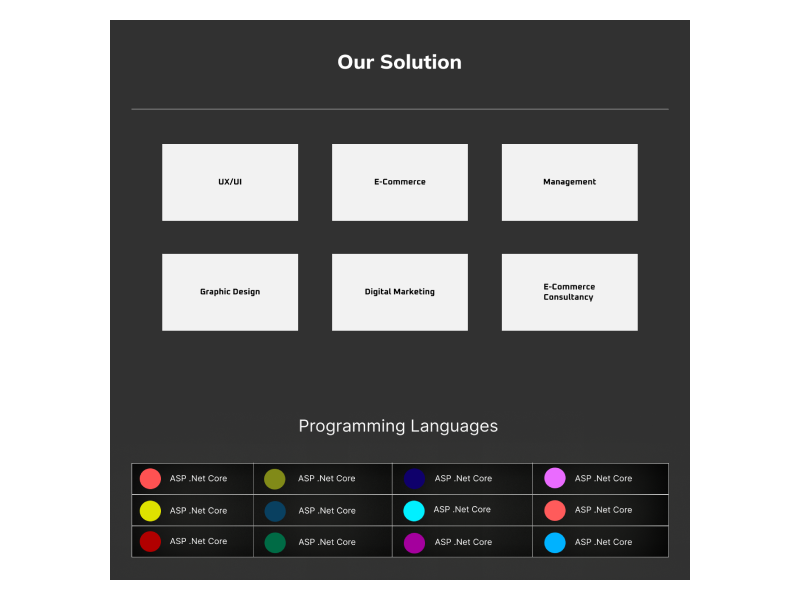 Our Solution
UX/UI
E-Commerce
Management
Graphic Design
Digital Marketing
E-Commerce
Consultancy
Programming Languages
ASP .Net Core
ASP .Net Core
ASP .Net Core
ASP .Net Core
ASP .Net Core
ASP .Net Core
ASP .Net Core
ASP .Net Core
ASP .Net Core
ASP .Net Core
ASP .Net Core
ASP .Net Core